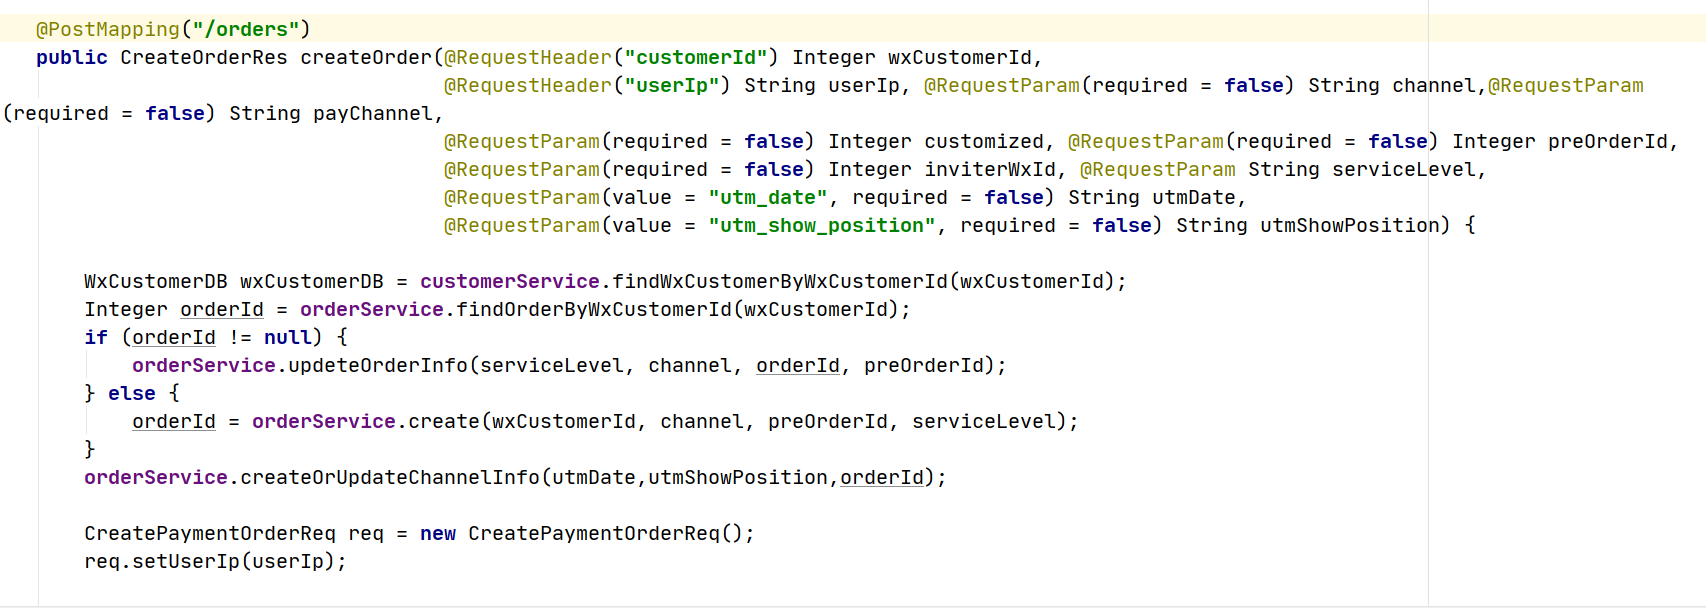 @PostMapping("/orders")
public CreateOrderRes createOrder(@RequestHeader("customerId") Integer wxCustomerId,
@RequestHeader("userIp") String userIp, @RequestParam(required = false) String channel,@RequestParam
(required = false) String payChannel,
@RequestParam(required = false) Integer customized, @RequestParam(required = false) Integer preOrderId,
@RequestParam(required = false) Integer inviterWxId, @RequestParam String serviceLevel,
@RequestParam(value = "utm_date", required = false) String utmDate,
@RequestParam(value = "utm_show_position", required = false) String utmShowPosition) {
WxCustomerDB wxCustomerDB = customerService.findWxCustomerByWxCustomerId(wxCustomerId);
Integer orderId = orderService.findOrderByWxCustomerId(wxCustomerId);
if (orderId != null) {
orderService.updeteOrderInfo(serviceLevel, channel, orderId, preOrderId);
} else {
orderId = orderService.create(wxCustomerId, channel, preOrderId, serviceLevel);
}
orderService.createOrUpdateChannelInfo(utmDate,utmShowPosition,orderId);
CreatePaymentOrderReq req = new CreatePaymentOrderReq();
req.setUserIp(userIp);